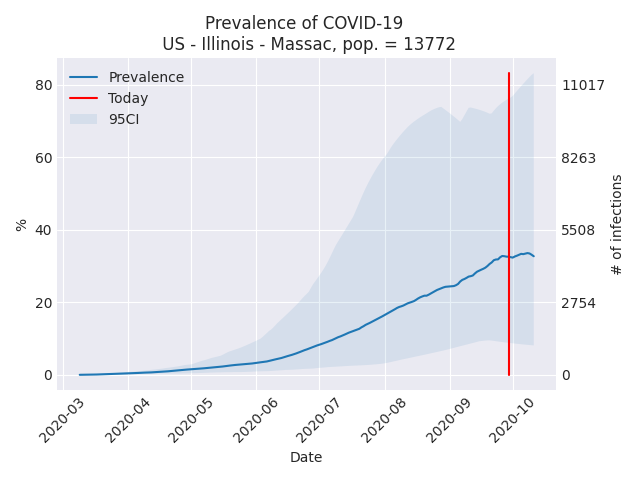 Prevalence of COVID-19
US - Illinois - Massac, pop. = 13772
Prevalence
Today
95CI
80
60
40
20
0
%
11017
8263
5508
2754
0
# of infections
2020-03
2020-04
2020-05
2020-06
2020-07
2020-08
2020-09
2020-10
Date